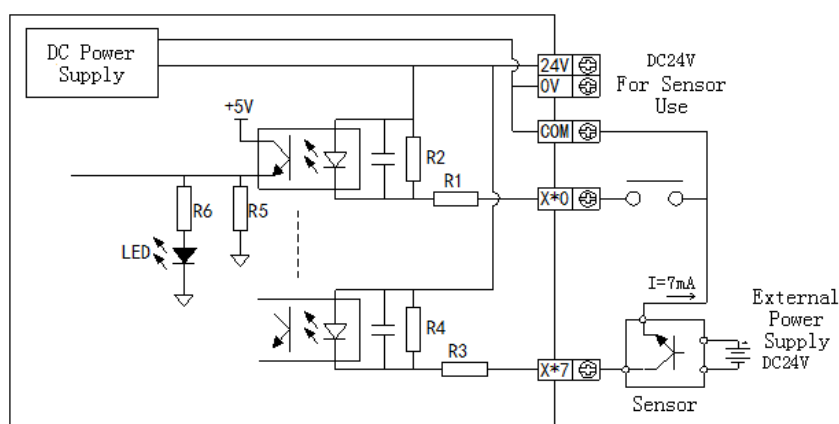 DC Power
Supply
24V
0V
DC24V
For Sensor
Use
+5V
COM
R2
R1
X*0
R6
R5
LED
I=7mA
External
Power
Supply
DC24V
R4
R3
X*7
Sensor